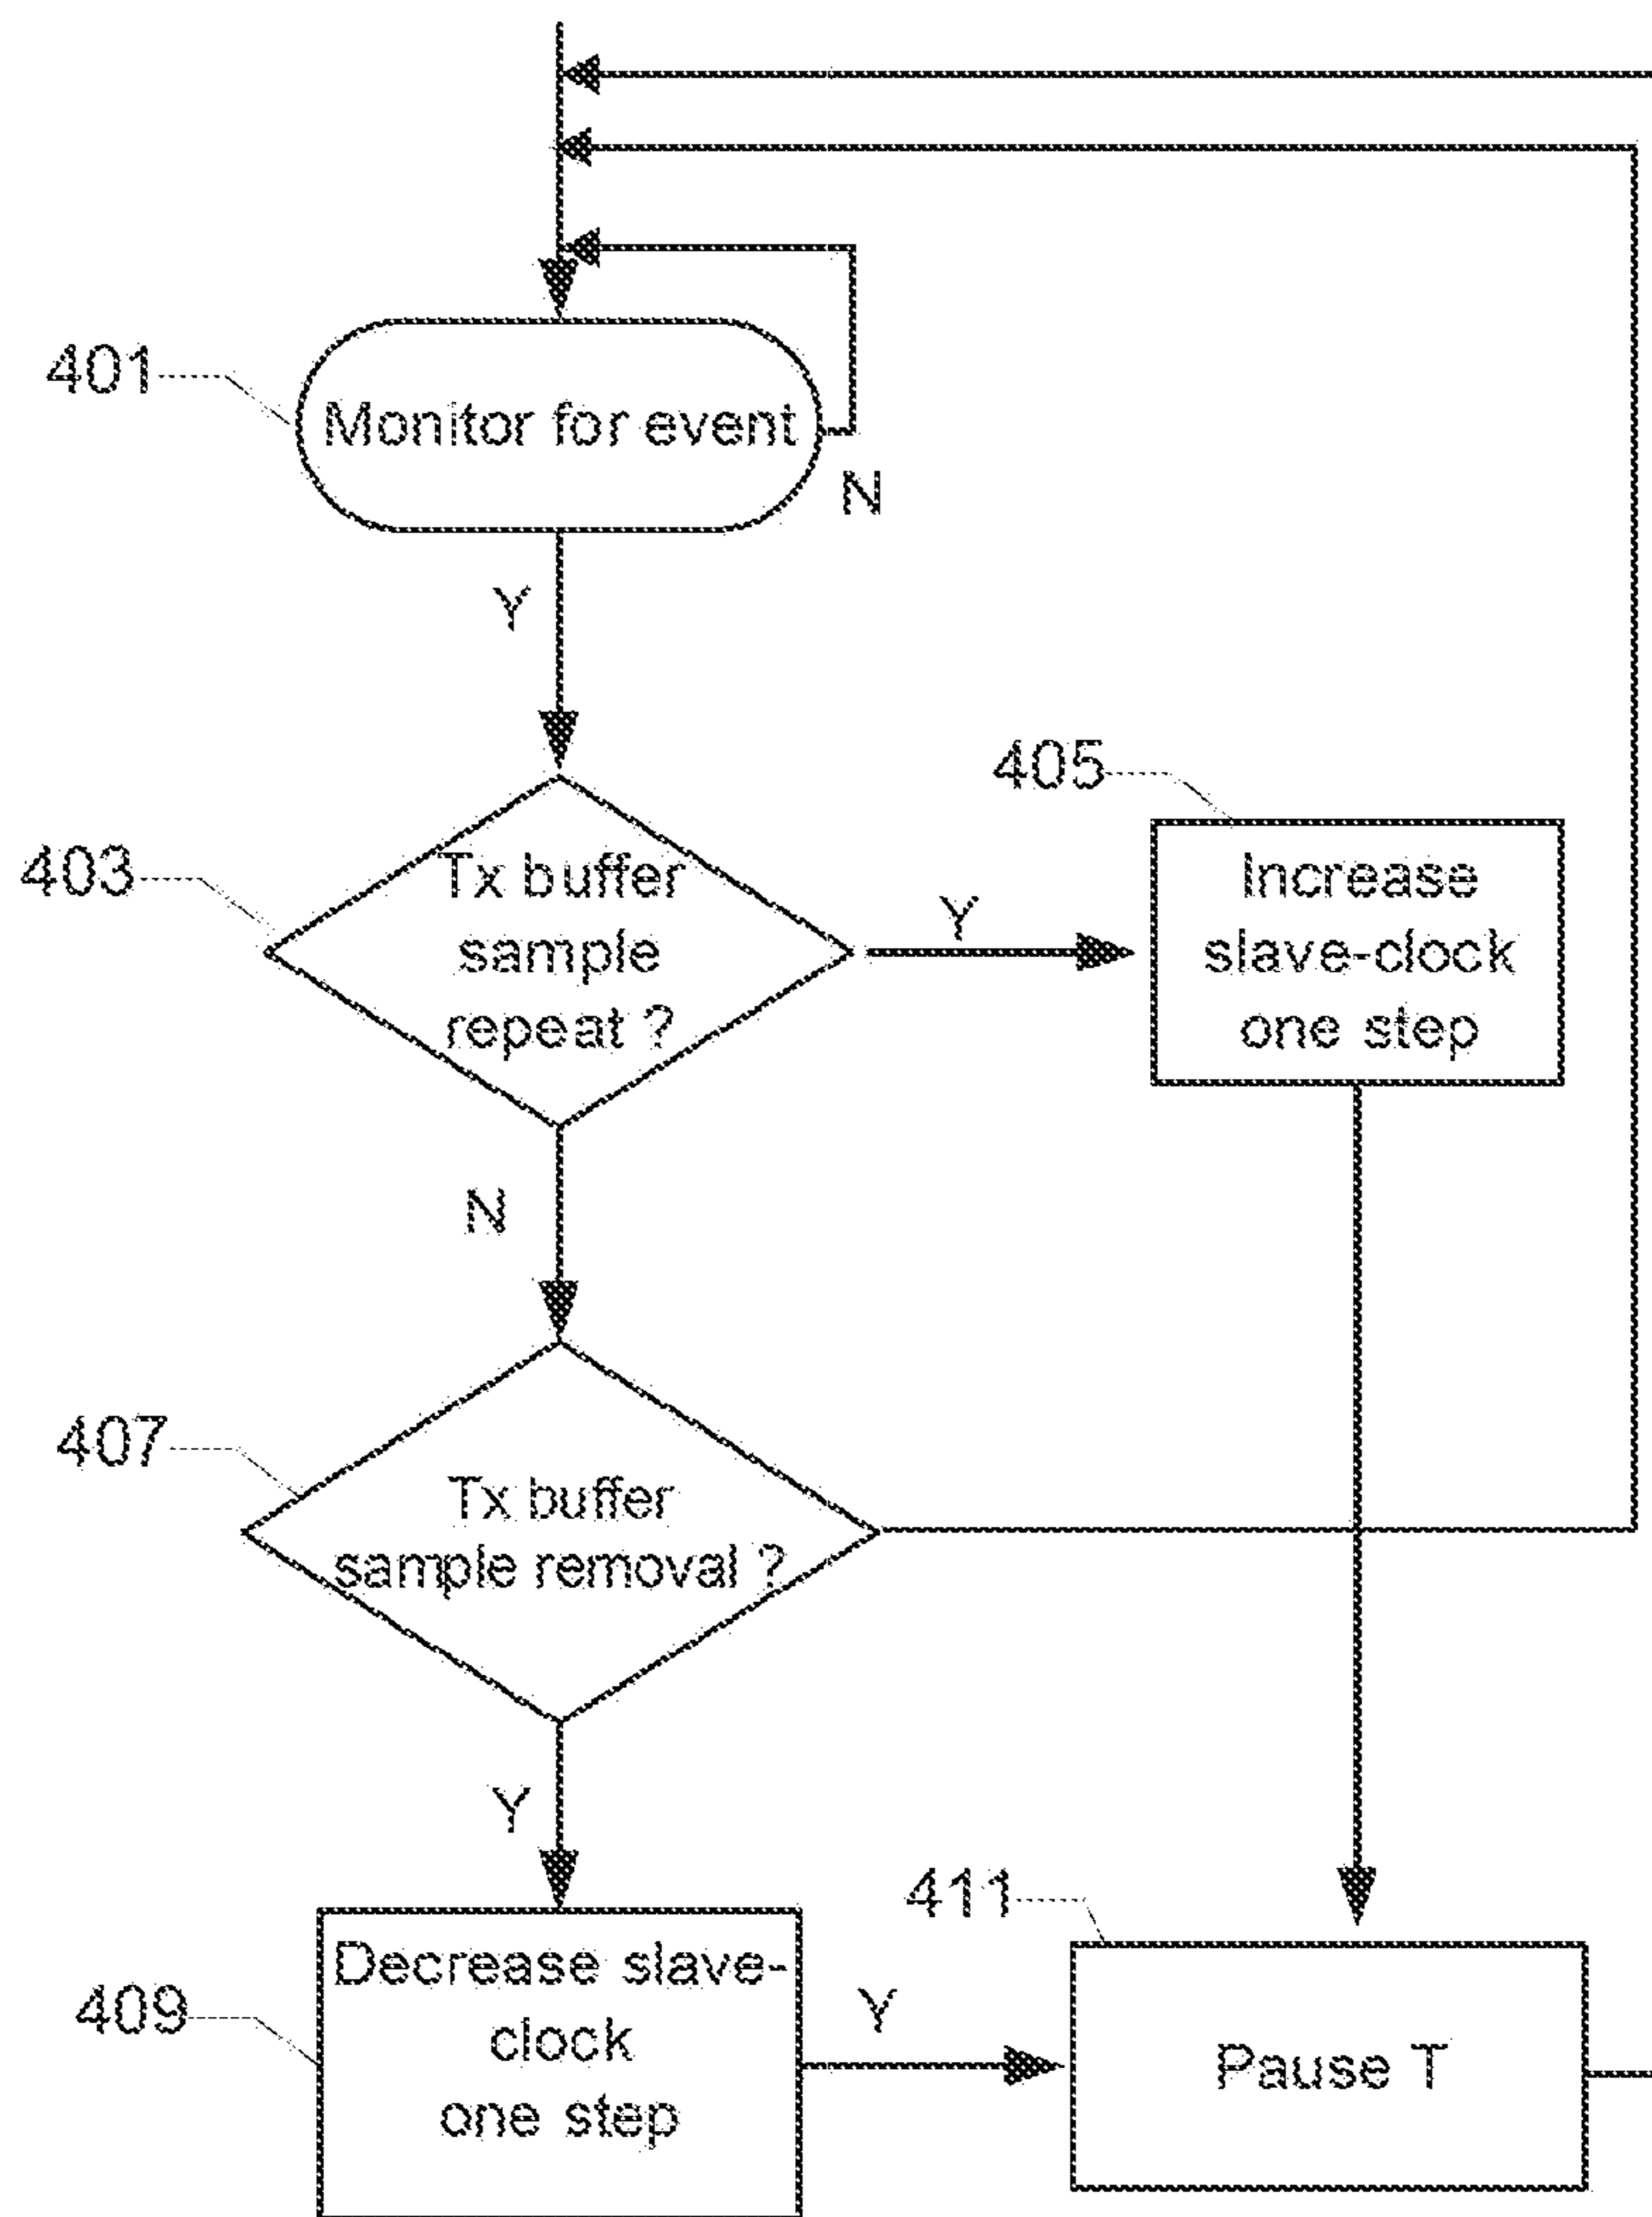 401
Monitor for event
N
Y
403
Tx buffer
sample
repeat ?
Y
405
Increase
slave-clock
one step
N
407
Tx buffer
sample removal ?
Y
409
Decrease slave-
clock
one step
Y
411
Pause T